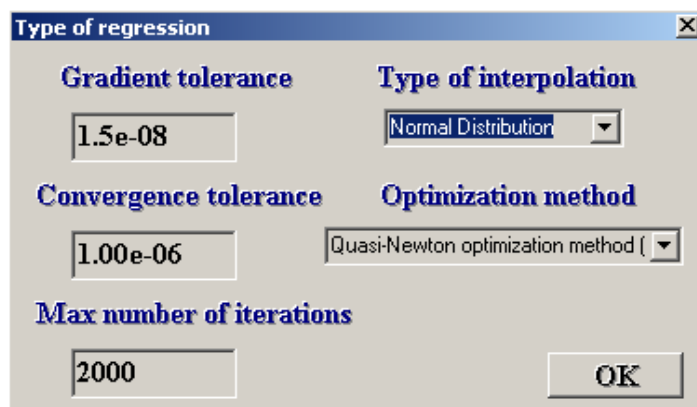 Type of regression
Gradient tolerance
Type of interpolation
1.5e-08
Normal Distribution
Convergence tolerance
Optimization method
1.00e-06
Quasi-Newton optimization method (
Max number of iterations
2000
OK